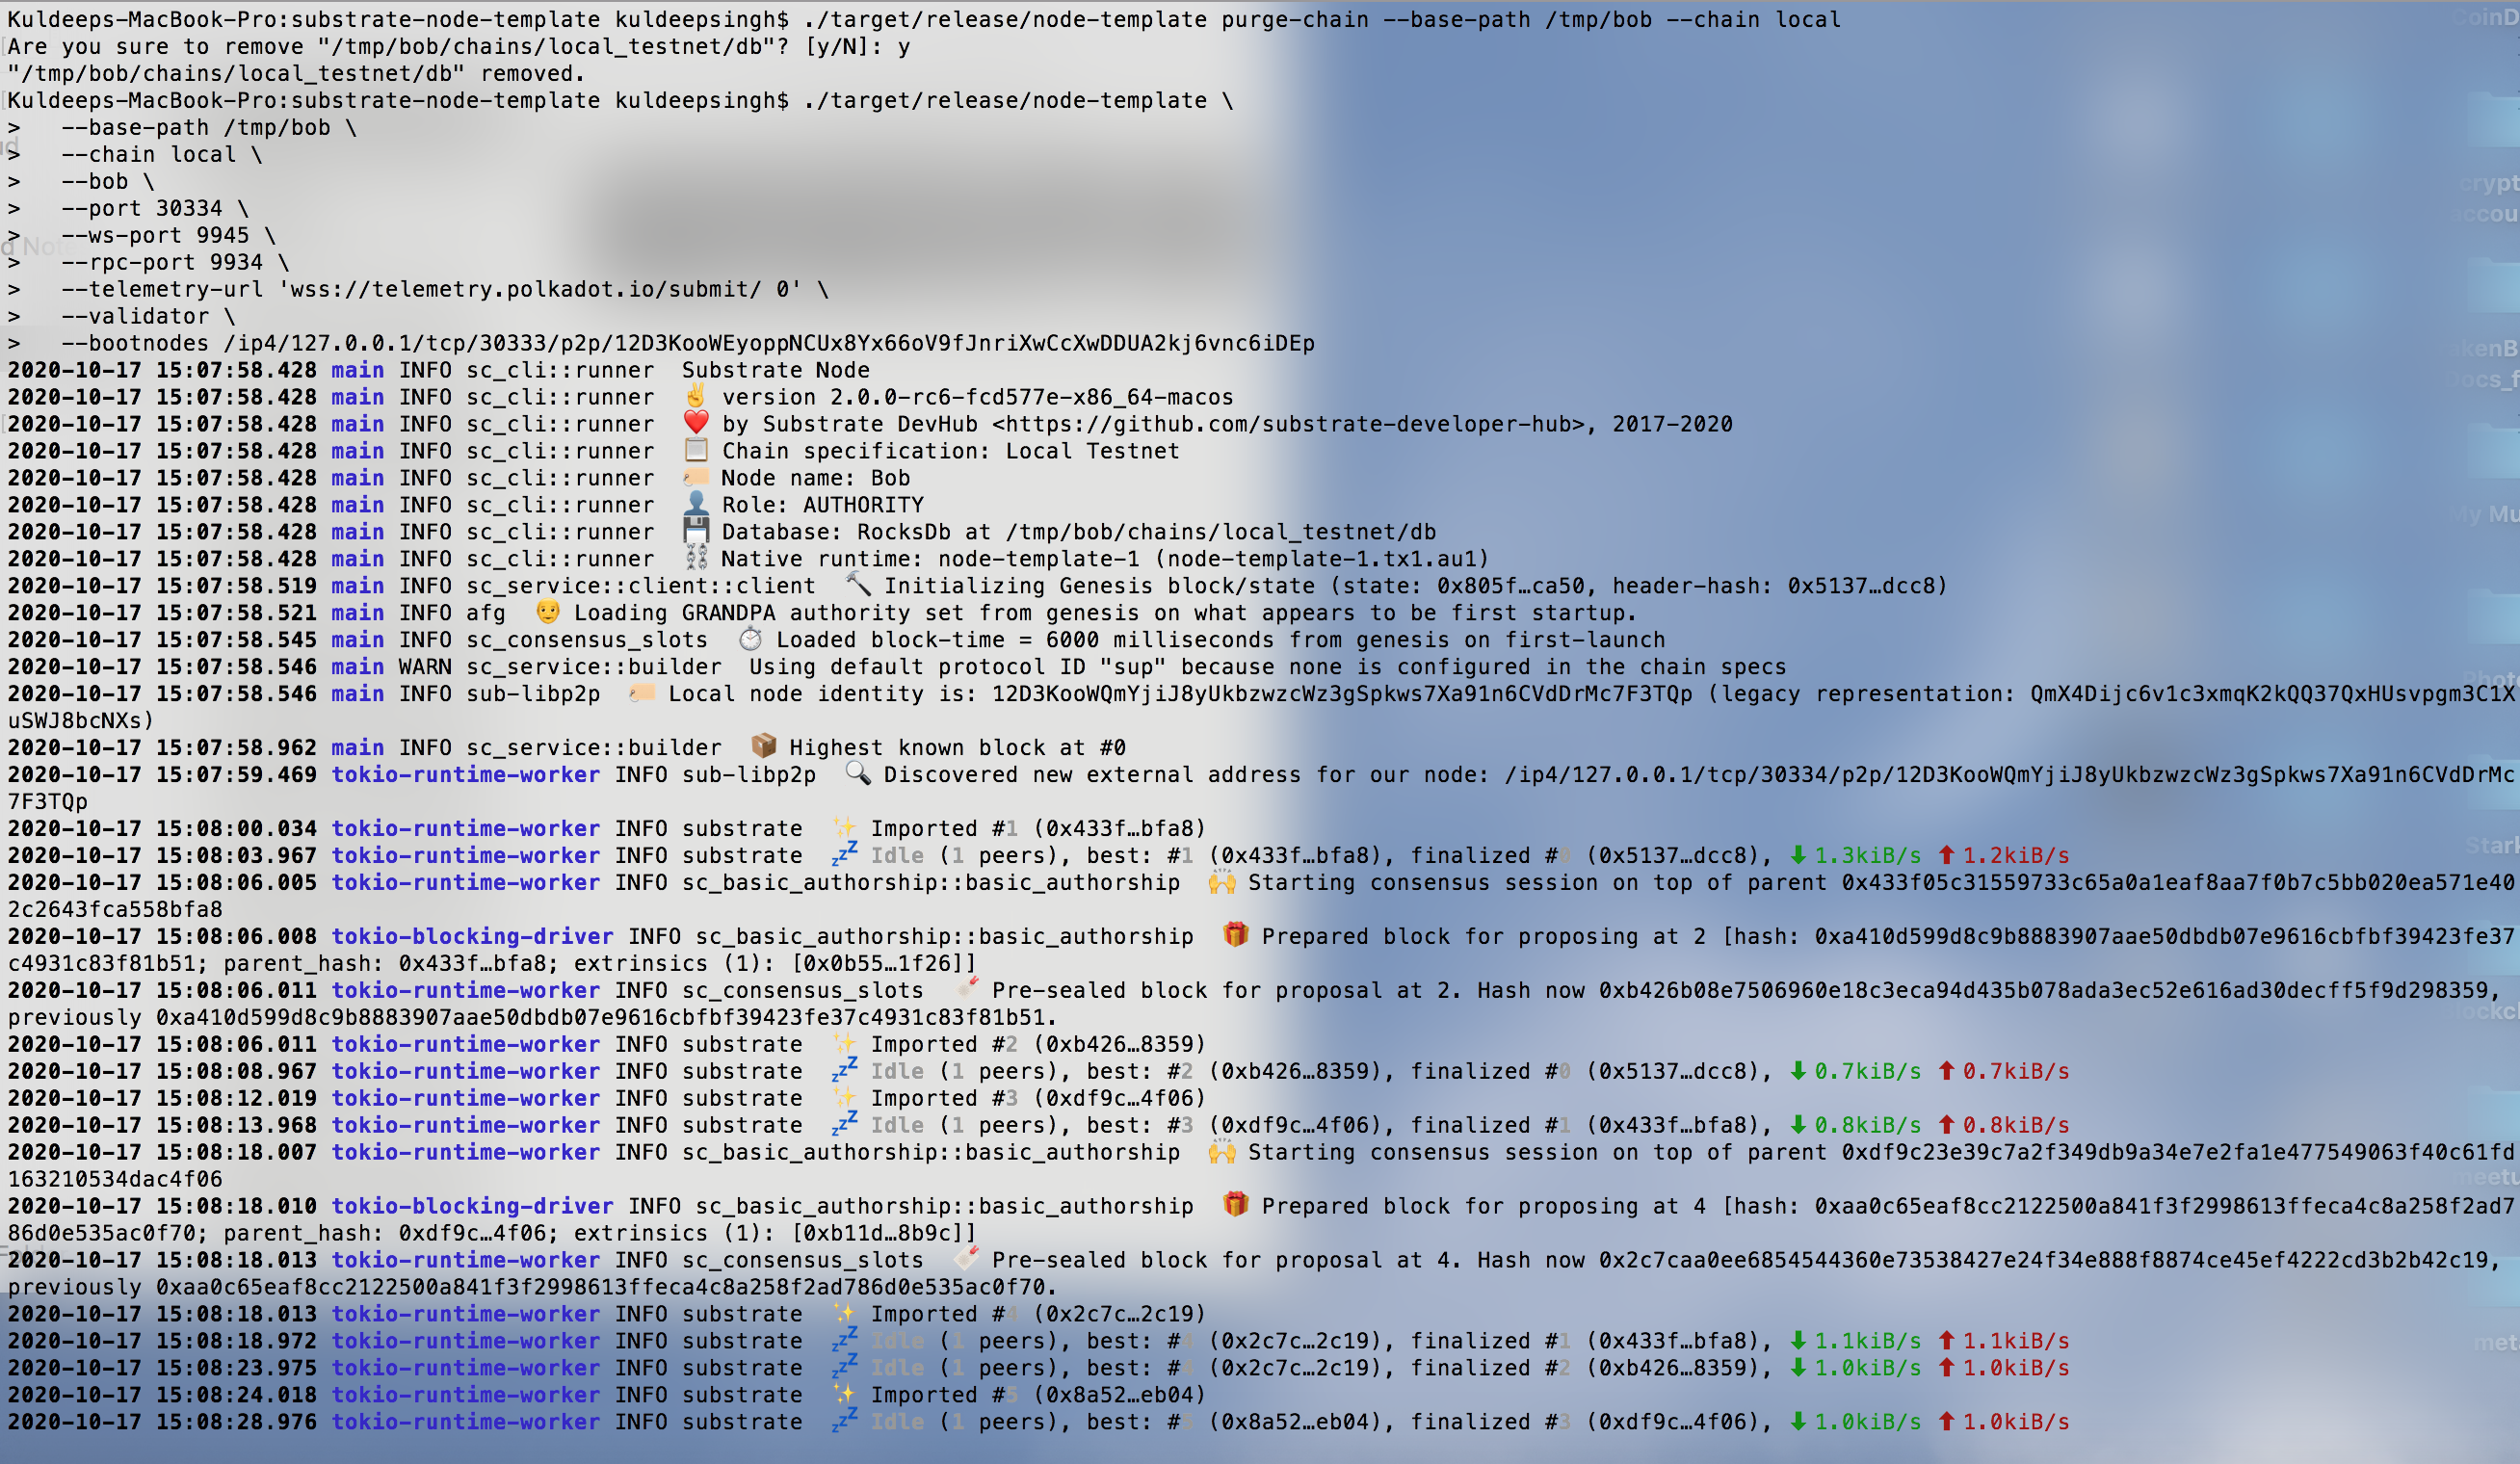 Kuldeeps-MacBook-Pro:substrate-node-template kuldeepsingh$ ./target/release/node-template purge-chain --base-path /tmp/bob --chain local
Are you sure to remove "/tmp/bob/chains/local_testnet/db"? [y/N]: y
"/tmp/bob/chains/local_testnet/db" removed.
Kuldeeps-MacBook-Pro:substrate-node-template kuldeepsingh$ ./target/release/node-template \
>   --base-path /tmp/bob \
>   --chain local \
>   --bob \
>   --port 30334 \
>   --ws-port 9945 \
>   --rpc-port 9934 \
>   --telemetry-url 'wss://telemetry.polkadot.io/submit/ 0' \
>   --validator \
>   --bootnodes /ip4/127.0.0.1/tcp/30333/p2p/12D3KooWEyoppNCUx8Yx66oV9fJnriXwCcXwDDUA2kj6vnc6iDEp
2020-10-17 15:07:58.428 main INFO sc_cli::runner  Substrate Node
2020-10-17 15:07:58.428 main INFO sc_cli::runner  ✌️ version 2.0.0-rc6-fcd577e-x86_64-macos
2020-10-17 15:07:58.428 main INFO sc_cli::runner  ❤️ by Substrate DevHub <https://github.com/substrate-developer-hub>, 2017-2020
2020-10-17 15:07:58.428 main INFO sc_cli::runner  📋 Chain specification: Local Testnet
2020-10-17 15:07:58.428 main INFO sc_cli::runner  🏷 Node name: Bob
2020-10-17 15:07:58.428 main INFO sc_cli::runner  👤 Role: AUTHORITY
2020-10-17 15:07:58.428 main INFO sc_cli::runner  💾 Database: RocksDb at /tmp/bob/chains/local_testnet/db
2020-10-17 15:07:58.428 main INFO sc_cli::runner  ⛓ Native runtime: node-template-1 (node-template-1.tx1.au1)
2020-10-17 15:07:58.519 main INFO sc_service::client::client  🔨 Initializing Genesis block/state (state: 0x805f…ca50, header-hash: 0x5137…dcc8)
2020-10-17 15:07:58.521 main INFO afg  👴 Loading GRANDPA authority set from genesis on what appears to be first startup.
2020-10-17 15:07:58.545 main INFO sc_consensus_slots  ⏱ Loaded block-time = 6000 milliseconds from genesis on first-launch
2020-10-17 15:07:58.546 main WARN sc_service::builder  Using default protocol ID "sup" because none is configured in the chain specs
2020-10-17 15:07:58.546 main INFO sub-libp2p  🏷 Local node identity is: 12D3KooWQmYjiJ8yUkbzwzcWz3gSpkws7Xa91n6CVdDrMc7F3TQp (legacy representation: QmX4Dijc6v1c3xmqK2kQQ37QxHUsvpgm3C1X
uSWJ8bcNXs)
2020-10-17 15:07:58.962 main INFO sc_service::builder  📦 Highest known block at #0
2020-10-17 15:07:59.469 tokio-runtime-worker INFO sub-libp2p  🔍 Discovered new external address for our node: /ip4/127.0.0.1/tcp/30334/p2p/12D3KooWQmYjiJ8yUkbzwzcWz3gSpkws7Xa91n6CVdDrMc
7F3TQp
2020-10-17 15:08:00.034 tokio-runtime-worker INFO substrate  ✨ Imported #1 (0x433f…bfa8)
2020-10-17 15:08:03.967 tokio-runtime-worker INFO substrate  💤 Idle (1 peers), best: #1 (0x433f…bfa8), finalized #0 (0x5137…dcc8), ⬇ 1.3kiB/s ⬆ 1.2kiB/s
2020-10-17 15:08:06.005 tokio-runtime-worker INFO sc_basic_authorship::basic_authorship  🙌 Starting consensus session on top of parent 0x433f05c31559733c65a0a1eaf8aa7f0b7c5bb020ea571e40
2c2643fca558bfa8
2020-10-17 15:08:06.008 tokio-blocking-driver INFO sc_basic_authorship::basic_authorship  🎁 Prepared block for proposing at 2 [hash: 0xa410d599d8c9b8883907aae50dbdb07e9616cbfbf39423fe37
c4931c83f81b51; parent_hash: 0x433f…bfa8; extrinsics (1): [0x0b55…1f26]]
2020-10-17 15:08:06.011 tokio-runtime-worker INFO sc_consensus_slots  🔖 Pre-sealed block for proposal at 2. Hash now 0xb426b08e7506960e18c3eca94d435b078ada3ec52e616ad30decff5f9d298359,
previously 0xa410d599d8c9b8883907aae50dbdb07e9616cbfbf39423fe37c4931c83f81b51.
2020-10-17 15:08:06.011 tokio-runtime-worker INFO substrate  ✨ Imported #2 (0xb426…8359)
2020-10-17 15:08:08.967 tokio-runtime-worker INFO substrate  💤 Idle (1 peers), best: #2 (0xb426…8359), finalized #0 (0x5137…dcc8), ⬇ 0.7kiB/s ⬆ 0.7kiB/s
2020-10-17 15:08:12.019 tokio-runtime-worker INFO substrate  ✨ Imported #3 (0xdf9c…4f06)
2020-10-17 15:08:13.968 tokio-runtime-worker INFO substrate  💤 Idle (1 peers), best: #3 (0xdf9c…4f06), finalized #1 (0x433f…bfa8), ⬇ 0.8kiB/s ⬆ 0.8kiB/s
2020-10-17 15:08:18.007 tokio-runtime-worker INFO sc_basic_authorship::basic_authorship  🙌 Starting consensus session on top of parent 0xdf9c23e39c7a2f349db9a34e7e2fa1e477549063f40c61fd
163210534dac4f06
2020-10-17 15:08:18.010 tokio-blocking-driver INFO sc_basic_authorship::basic_authorship  🎁 Prepared block for proposing at 4 [hash: 0xaa0c65eaf8cc2122500a841f3f2998613ffeca4c8a258f2ad7
86d0e535ac0f70; parent_hash: 0xdf9c…4f06; extrinsics (1): [0xb11d…8b9c]]
2020-10-17 15:08:18.013 tokio-runtime-worker INFO sc_consensus_slots  🔖 Pre-sealed block for proposal at 4. Hash now 0x2c7caa0ee6854544360e73538427e24f34e888f8874ce45ef4222cd3b2b42c19,
previously 0xaa0c65eaf8cc2122500a841f3f2998613ffeca4c8a258f2ad786d0e535ac0f70.
2020-10-17 15:08:18.013 tokio-runtime-worker INFO substrate  ✨ Imported #4 (0x2c7c…2c19)
2020-10-17 15:08:18.972 tokio-runtime-worker INFO substrate  💤 Idle (1 peers), best: #4 (0x2c7c…2c19), finalized #1 (0x433f…bfa8), ⬇ 1.1kiB/s ⬆ 1.1kiB/s
2020-10-17 15:08:23.975 tokio-runtime-worker INFO substrate  💤 Idle (1 peers), best: #4 (0x2c7c…2c19), finalized #2 (0xb426…8359), ⬇ 1.0kiB/s ⬆ 1.0kiB/s
2020-10-17 15:08:24.018 tokio-runtime-worker INFO substrate  ✨ Imported #5 (0x8a52…eb04)
2020-10-17 15:08:28.976 tokio-runtime-worker INFO substrate  💤 Idle (1 peers), best: #5 (0x8a52…eb04), finalized #3 (0xdf9c…4f06), ⬇ 1.0kiB/s ⬆ 1.0kiB/s